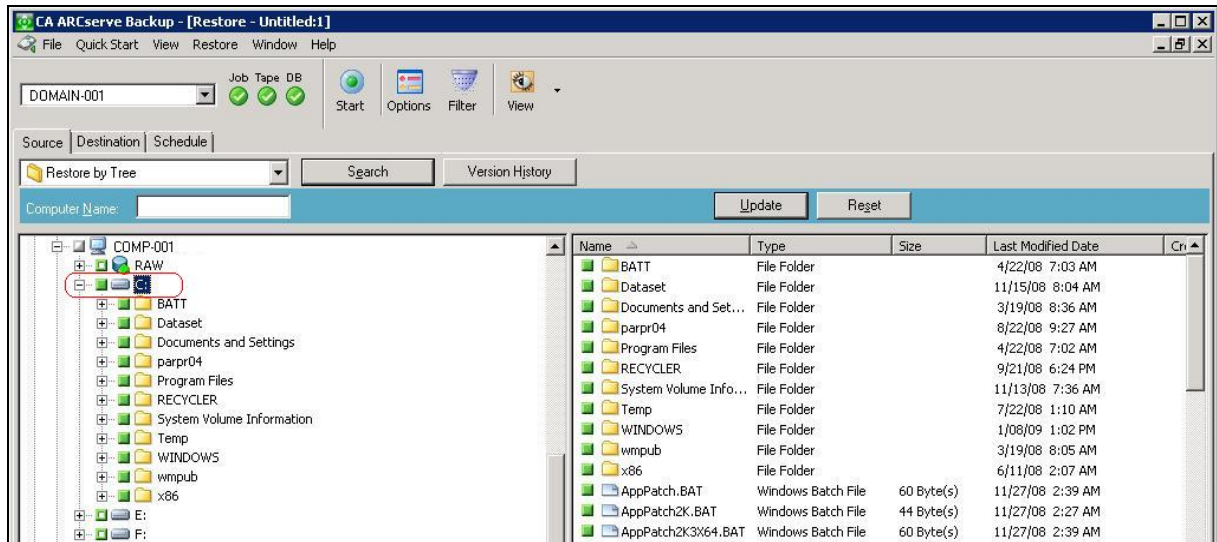 CA ARCserve Backup - [Restore - Untitled:1]
File Quick Start View Restore Window Help
DOMAIN-001
Job Tape DB
Start Options Filter View
Source Destination Schedule
Restore by Tree Search Version History
Computer Name: Update Reset
COMP-001
RAW
C:
BATT
Dataset
Documents and Settings
parpr04
Program Files
RECYCLER
System Volume Information
Temp
WINDOWS
wmpub
x86
E:
F:
Name Type Size Last Modified Date Cr
BATT File Folder 4/22/08 7:03 AM
Dataset File Folder 11/15/08 8:04 AM
Documents and Set... File Folder 3/19/08 8:36 AM
parpr04 File Folder 8/22/08 9:27 AM
Program Files File Folder 4/22/08 7:02 AM
RECYCLER File Folder 9/21/08 6:24 PM
System Volume Info... File Folder 11/13/08 7:36 AM
Temp File Folder 7/22/08 1:10 AM
WINDOWS File Folder 1/08/09 1:02 PM
wmpub File Folder 3/19/08 8:05 AM
x86 File Folder 6/11/08 2:07 AM
AppPatch.BAT Windows Batch File 60 Byte(s) 11/27/08 2:39 AM
AppPatch2K.BAT Windows Batch File 44 Byte(s) 11/27/08 2:27 AM
AppPatch2K3X64.BAT Windows Batch File 60 Byte(s) 11/27/08 2:39 AM